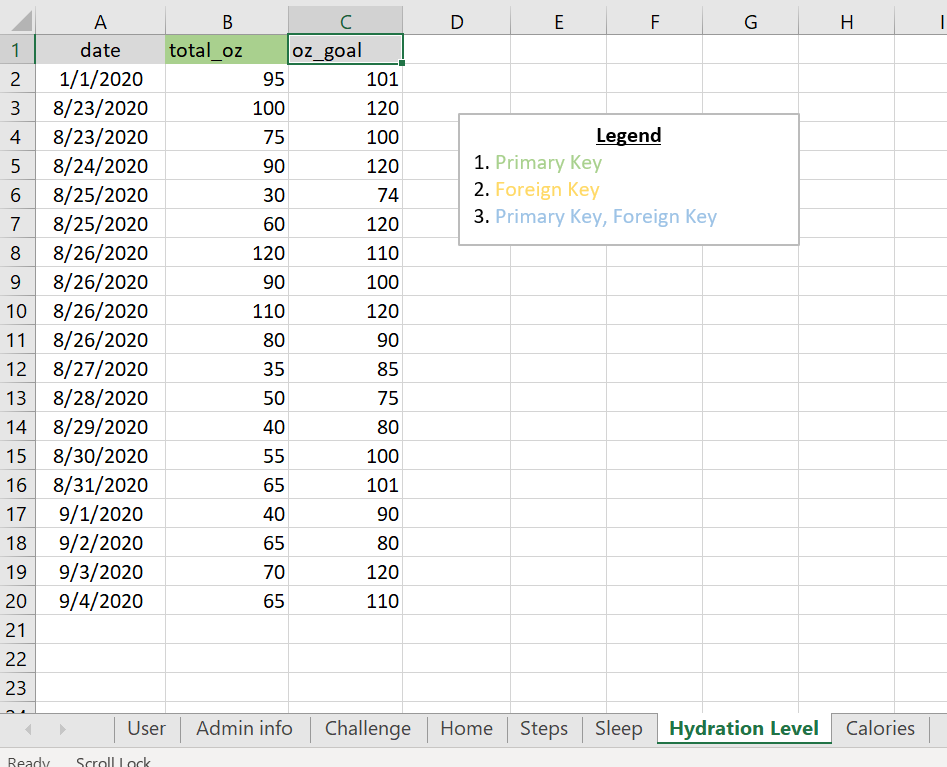 A B C D E F G H I
1 date total_oz oz_goal
2 1/1/2020 95 101
3 8/23/2020 100 120
4 8/23/2020 75 100
5 8/24/2020 90 120
6 8/25/2020 30 74
7 8/25/2020 60 120
8 8/26/2020 120 110
9 8/26/2020 90 100
10 8/26/2020 110 120
11 8/26/2020 80 90
12 8/27/2020 35 85
13 8/28/2020 50 75
14 8/29/2020 40 80
15 8/30/2020 55 100
16 8/31/2020 65 101
17 9/1/2020 40 90
18 9/2/2020 65 80
19 9/3/2020 70 120
20 9/4/2020 65 110
21
22
23
24
Legend
1. Primary Key
2. Foreign Key
3. Primary Key, Foreign Key
User Admin info Challenge Home Steps Sleep Hydration Level Calories
Ready Scroll Lock